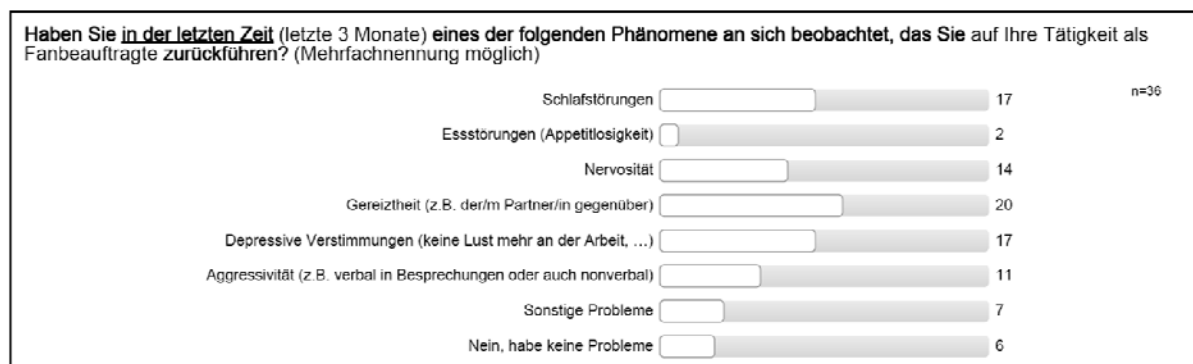 Haben Sie in der letzten Zeit (letzte 3 Monate) eines der folgenden Phänomene an sich beobachtet, das Sie auf Ihre Tätigkeit als
Fanbeauftragte zurückführen? (Mehrfachnennung möglich)
n=36
Schlafstörungen 17
Essstörungen (Appetitlosigkeit) 2
Nervosität 14
Gereiztheit (z.B. der/m Partner/in gegenüber) 20
Depressive Verstimmungen (keine Lust mehr an der Arbeit, ...) 17
Aggressivität (z.B. verbal in Besprechungen oder auch nonverbal) 11
Sonstige Probleme 7
Nein, habe keine Probleme 6